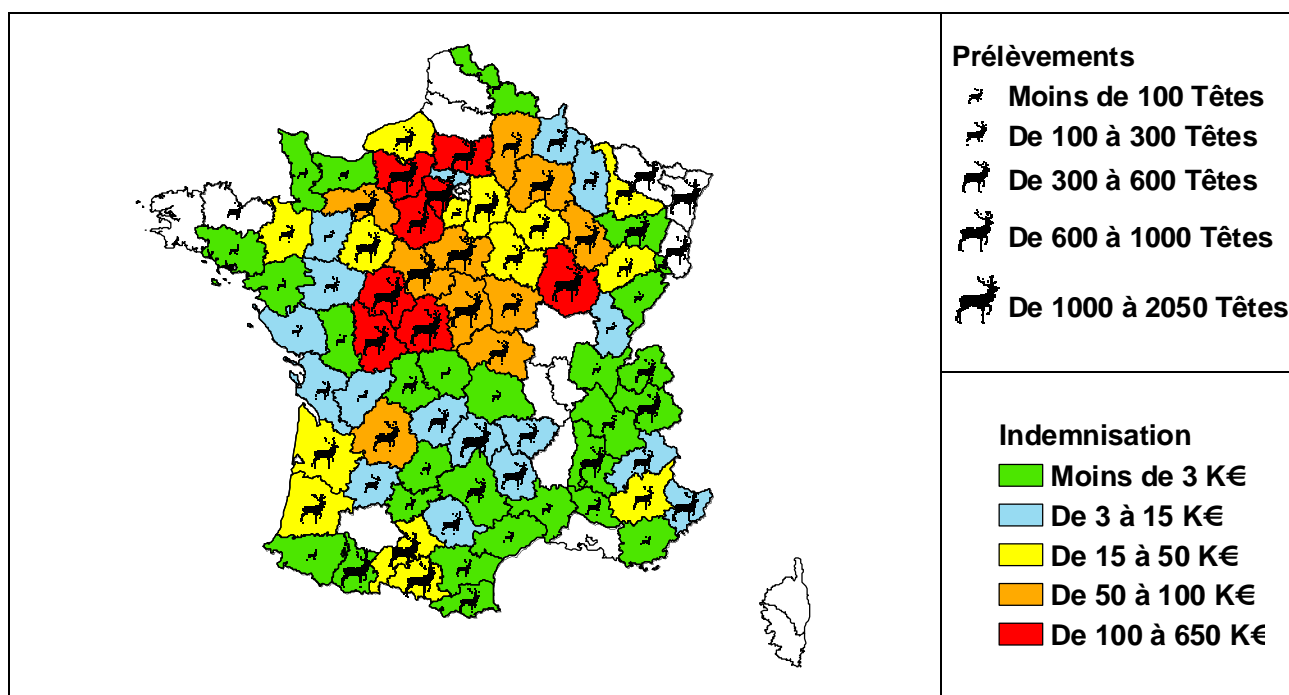 Prélèvements
Moins de 100 Têtes
De 100 à 300 Têtes
De 300 à 600 Têtes
De 600 à 1000 Têtes
De 1000 à 2050 Têtes
Indemnisation
Moins de 3 K€
De 3 à 15 K€
De 15 à 50 K€
De 50 à 100 K€
De 100 à 650 K€